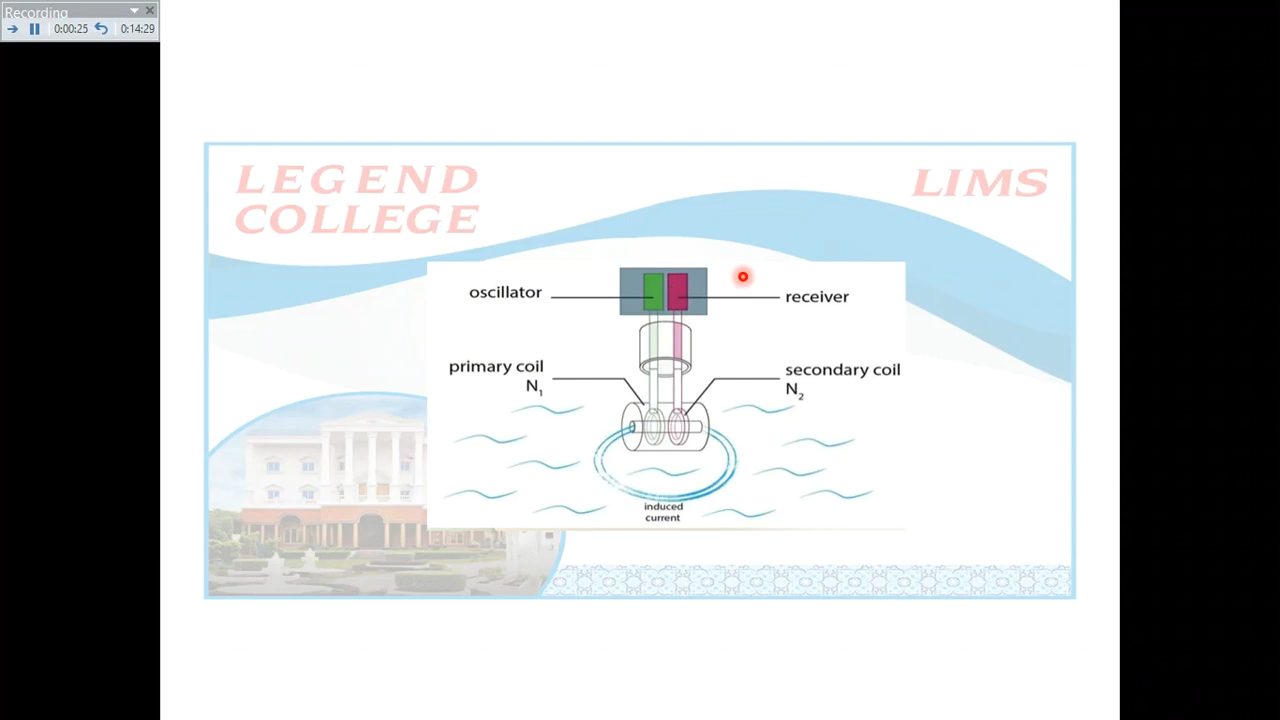 Recording
0:00:25
0:14:29
LEGEND
COLLEGE
LIMS
oscillator
receiver
primary coil
N1
secondary coil
N2
induced
current